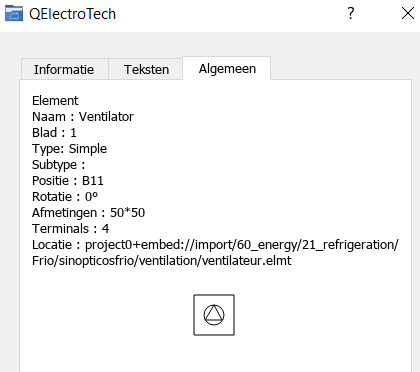 QElectroTech
?
Informatie
Teksten
Algemeen
Element
Naam : Ventilator
Blad : 1
Type: Simple
Subtype :
Positie : B11
Rotatie : 0°
Afmetingen : 50*50
Terminals : 4
Locatie : project0+embed://import/60_energy/21_refrigeration/
Frio/sinopticosfrio/ventilation/ventilateur.elmt